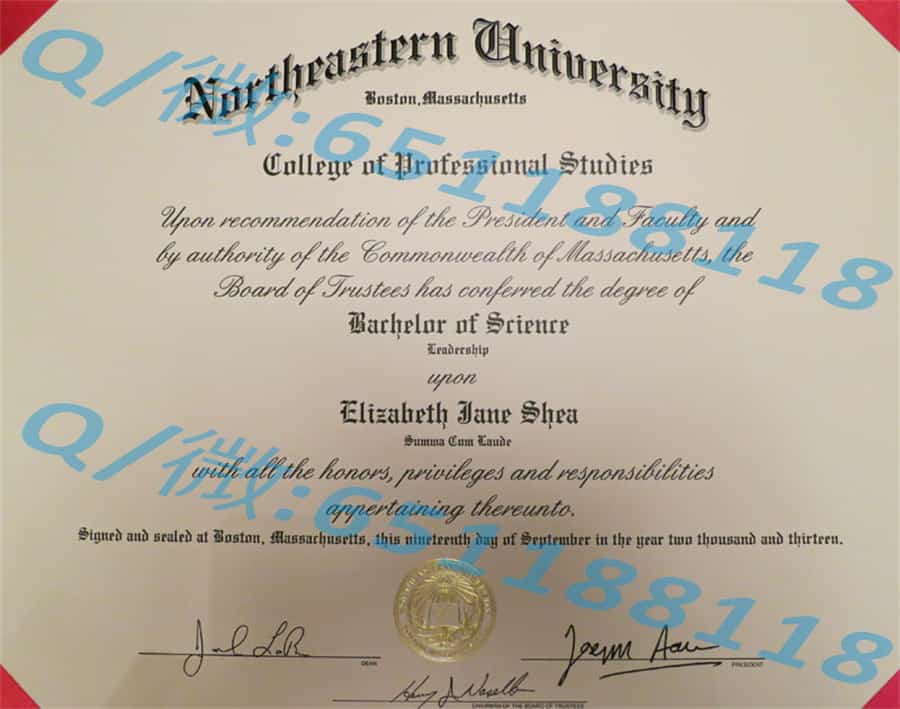 Northeastern University
Boston, Massachusetts
College of Professional Studies
Upon recommendation of the President and Faculty and
by authority of the Commonwealth of Massachusetts, the
Board of Trustees has conferred the degree of
Bachelor of Science
Leadership
upon
Elizabeth Jane Shea
Summa Cum Laude
with all the honors, privileges and responsibilities
appertaining thereunto.
Signed and sealed at Boston, Massachusetts, this nineteenth day of September in the year two thousand and thirteen.
DEAN
PRESIDENT
CHAIRMAN OF THE BOARD OF TRUSTEES
Q/微:651188118
Q/微:651188118